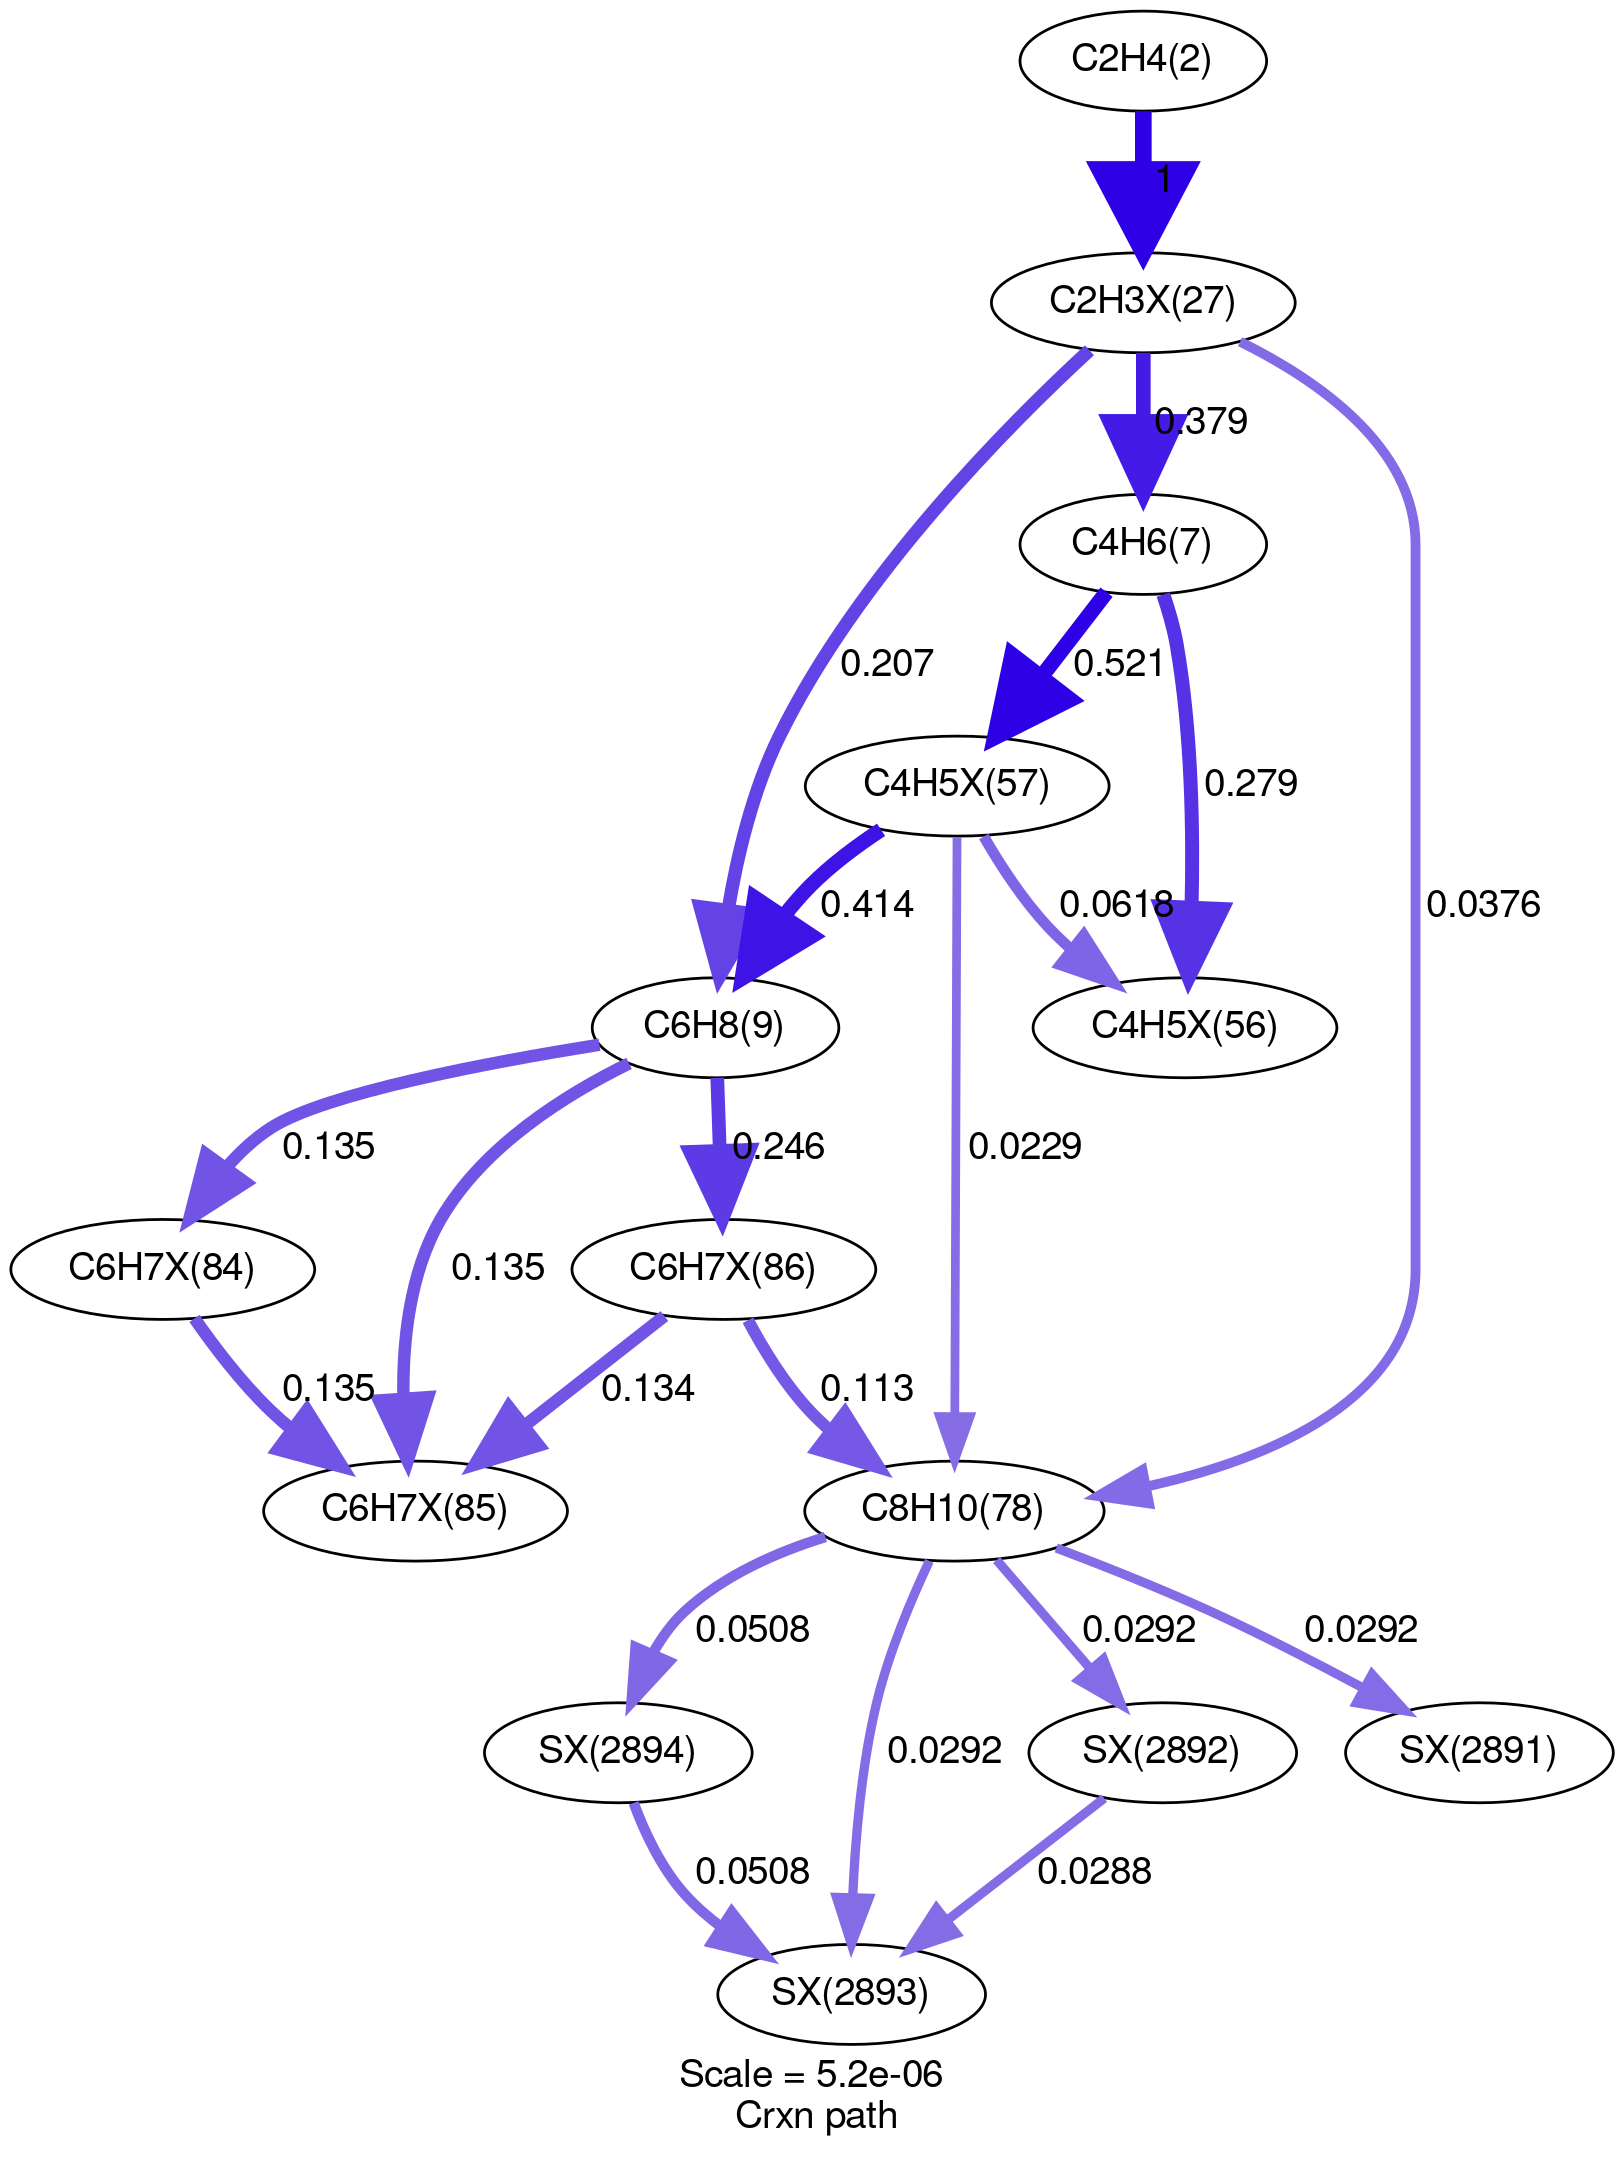 C2H4(2)
1
C2H3X(27)
0.379
C4H6(7)
0.207
0.521
C4H5X(57)
0.279
0.414
0.0618
0.0376
C6H8(9)
C4H5X(56)
0.135
0.246
0.0229
C6H7X(84)
0.135
C6H7X(86)
0.135
0.134
0.113
C6H7X(85)
C8H10(78)
0.0508
0.0292
0.0292
SX(2894)
0.0292
SX(2892)
SX(2891)
0.0508
0.0288
SX(2893)
Scale = 5.2e-06
Crxn path